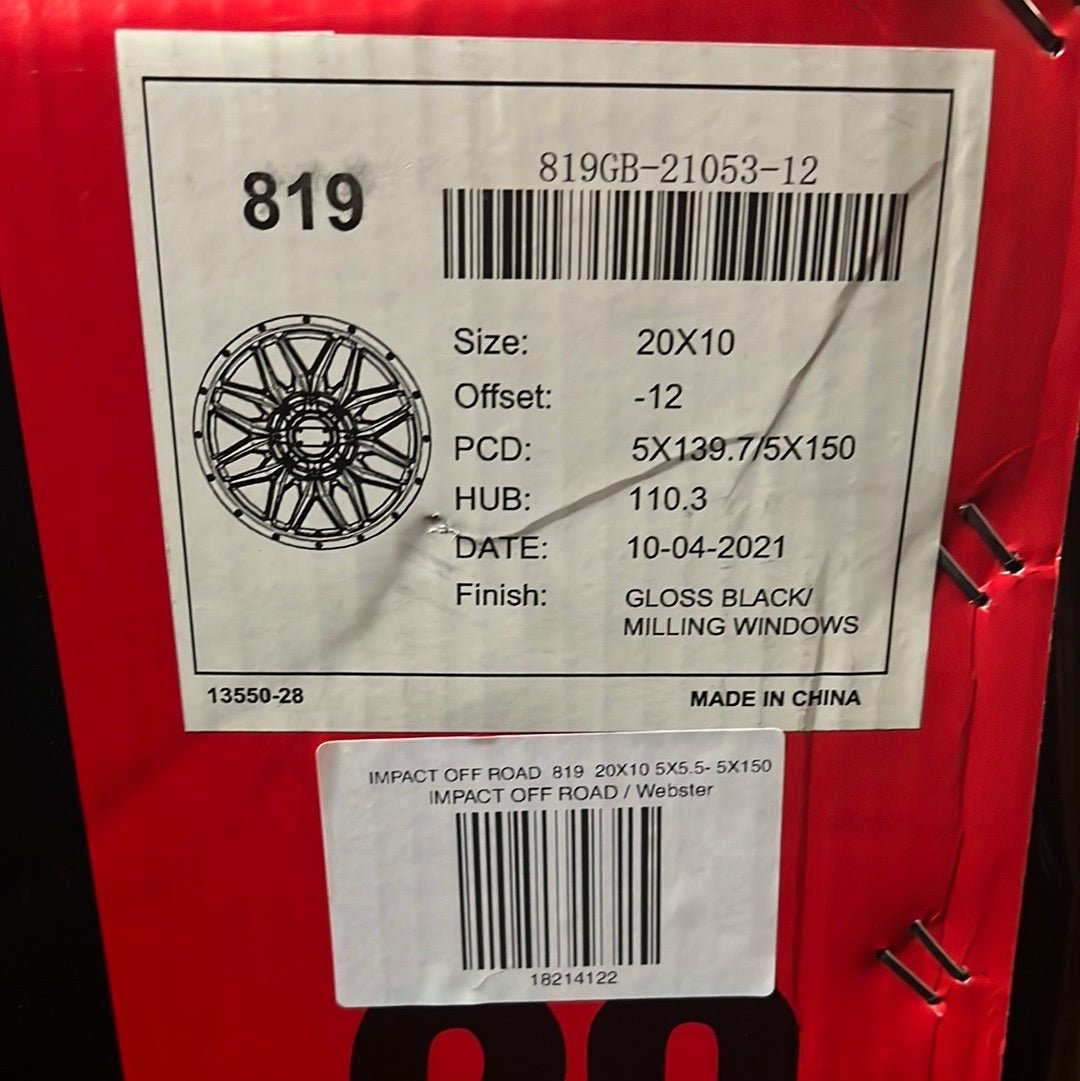 819
819GB-21053-12
Size: 20X10
Offset: -12
PCD: 5X139.7/5X150
HUB: 110.3
DATE: 10-04-2021
Finish: GLOSS BLACK/
MILLING WINDOWS
13550-28 MADE IN CHINA
IMPACT OFF ROAD 819 20X10 5X5.5- 5X150
IMPACT OFF ROAD / Webster
18214122